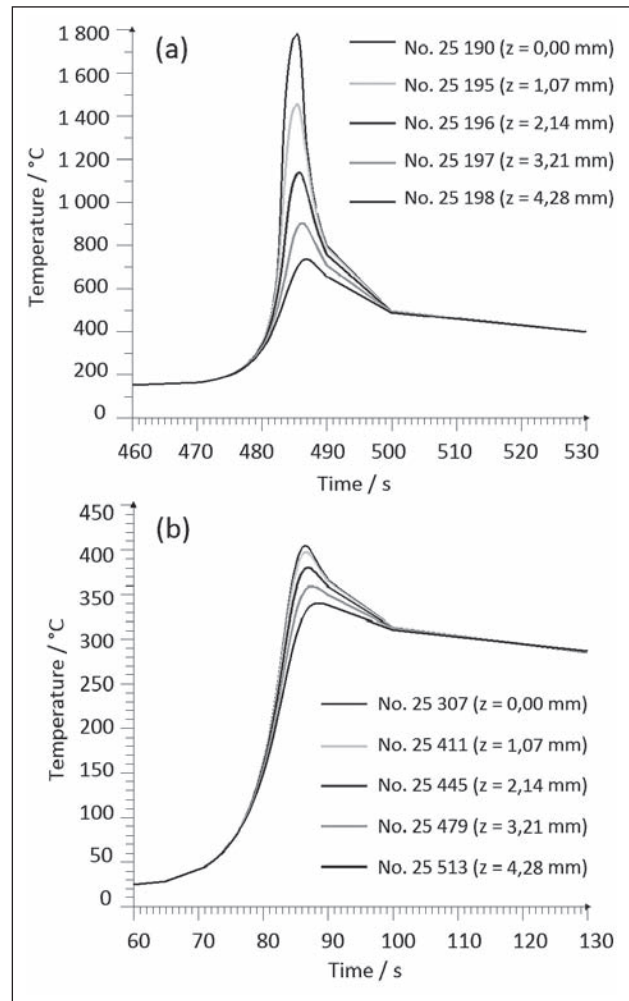 (a)
Temperature / °C
1 800
1 600
1 400
1 200
1 000
800
600
400
200
0
No. 25 190 (z = 0,00 mm)
No. 25 195 (z = 1,07 mm)
No. 25 196 (z = 2,14 mm)
No. 25 197 (z = 3,21 mm)
No. 25 198 (z = 4,28 mm)
460 470 480 490 500 510 520 530
Time / s
(b)
Temperature / °C
450
400
350
300
250
200
150
100
50
0
No. 25 307 (z = 0,00 mm)
No. 25 411 (z = 1,07 mm)
No. 25 445 (z = 2,14 mm)
No. 25 479 (z = 3,21 mm)
No. 25 513 (z = 4,28 mm)
60 70 80 90 100 110 120 130
Time / s